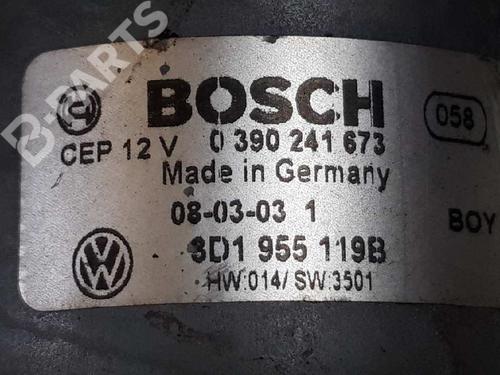 BOSCH
058
CEP 12 V 0 390 241 673
Made in Germany
08-03-03 1
BOY
3D1 955 119B
HW:014/ SW:3501
B-PARTS